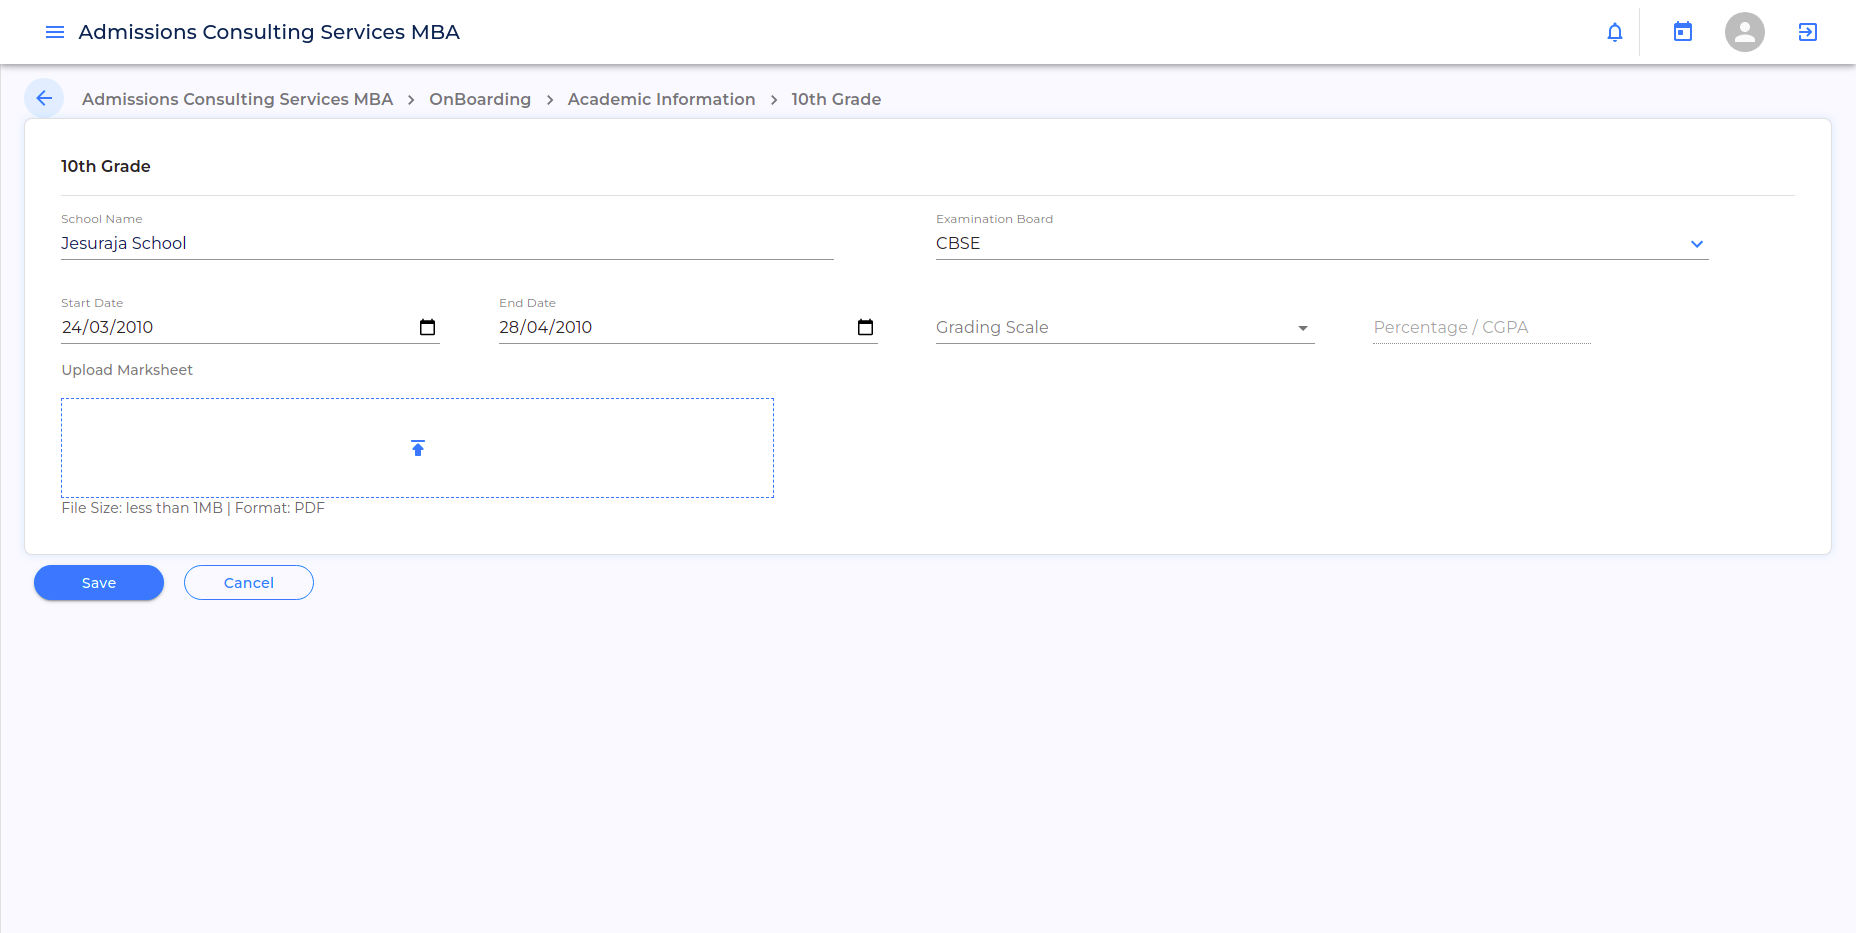 Admissions Consulting Services MBA
Admissions Consulting Services MBA > OnBoarding > Academic Information > 10th Grade
10th Grade
School Name Examination Board
Jesuraja School CBSE
Start Date End Date
24/03/2010 28/04/2010 Grading Scale Percentage / CGPA
Upload Marksheet
File Size: less than 1MB | Format: PDF
Save Cancel